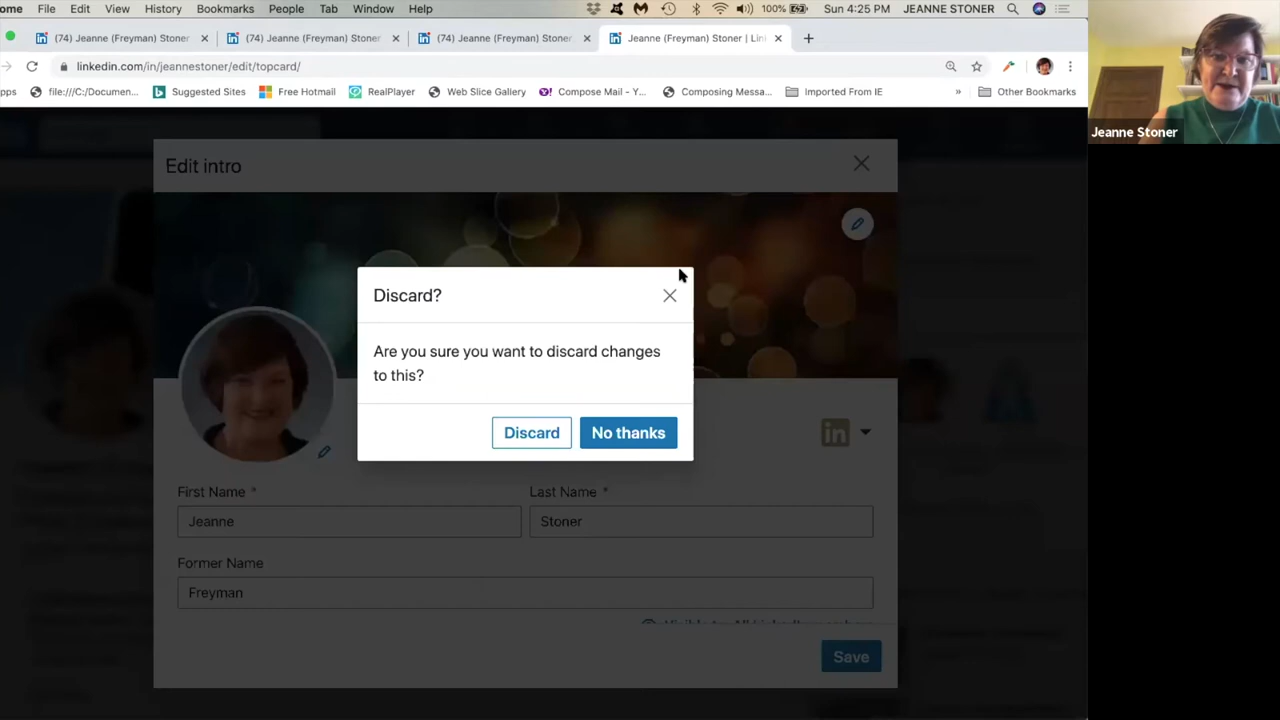 ome File Edit View History Bookmarks People Tab Window Help 100% Sun 4:25 PM JEANNE STONER
(74) Jeanne (Freyman) Stoner (74) Jeanne (Freyman) Stoner (74) Jeanne (Freyman) Stoner, Jeanne (Freyman) Stoner | Lin
linkedin.com/in/jeannestoner/edit/topcard/
pps file:///C:/Documen... Suggested Sites Free Hotmail RealPlayer Web Slice Gallery Compose Mail - Y... Composing Messa... Imported From IE » Other Bookmarks
Jeanne Stoner
Edit intro
Discard?
Are you sure you want to discard changes
to this?
Discard No thanks
in
First Name * Last Name *
Jeanne Stoner
Former Name
Freyman
Save